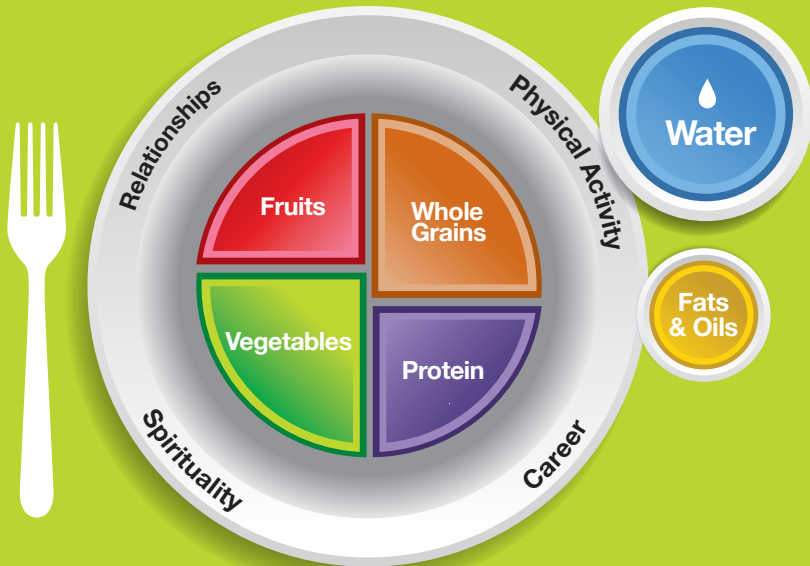 Relationships
Physical Activity
Water
Fruits
Whole
Grains
Fats
& Oils
Vegetables
Protein
Spirituality
Career